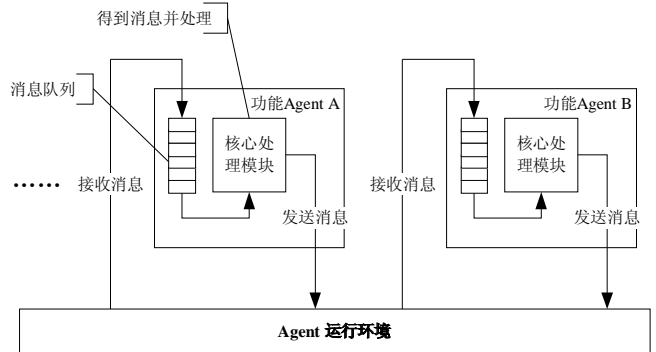 得到消息并处理
消息队列
功能Agent A
功能Agent B
核心处
理模块
核心处
理模块
……
接收消息
接收消息
发送消息
发送消息
Agent 运行环境